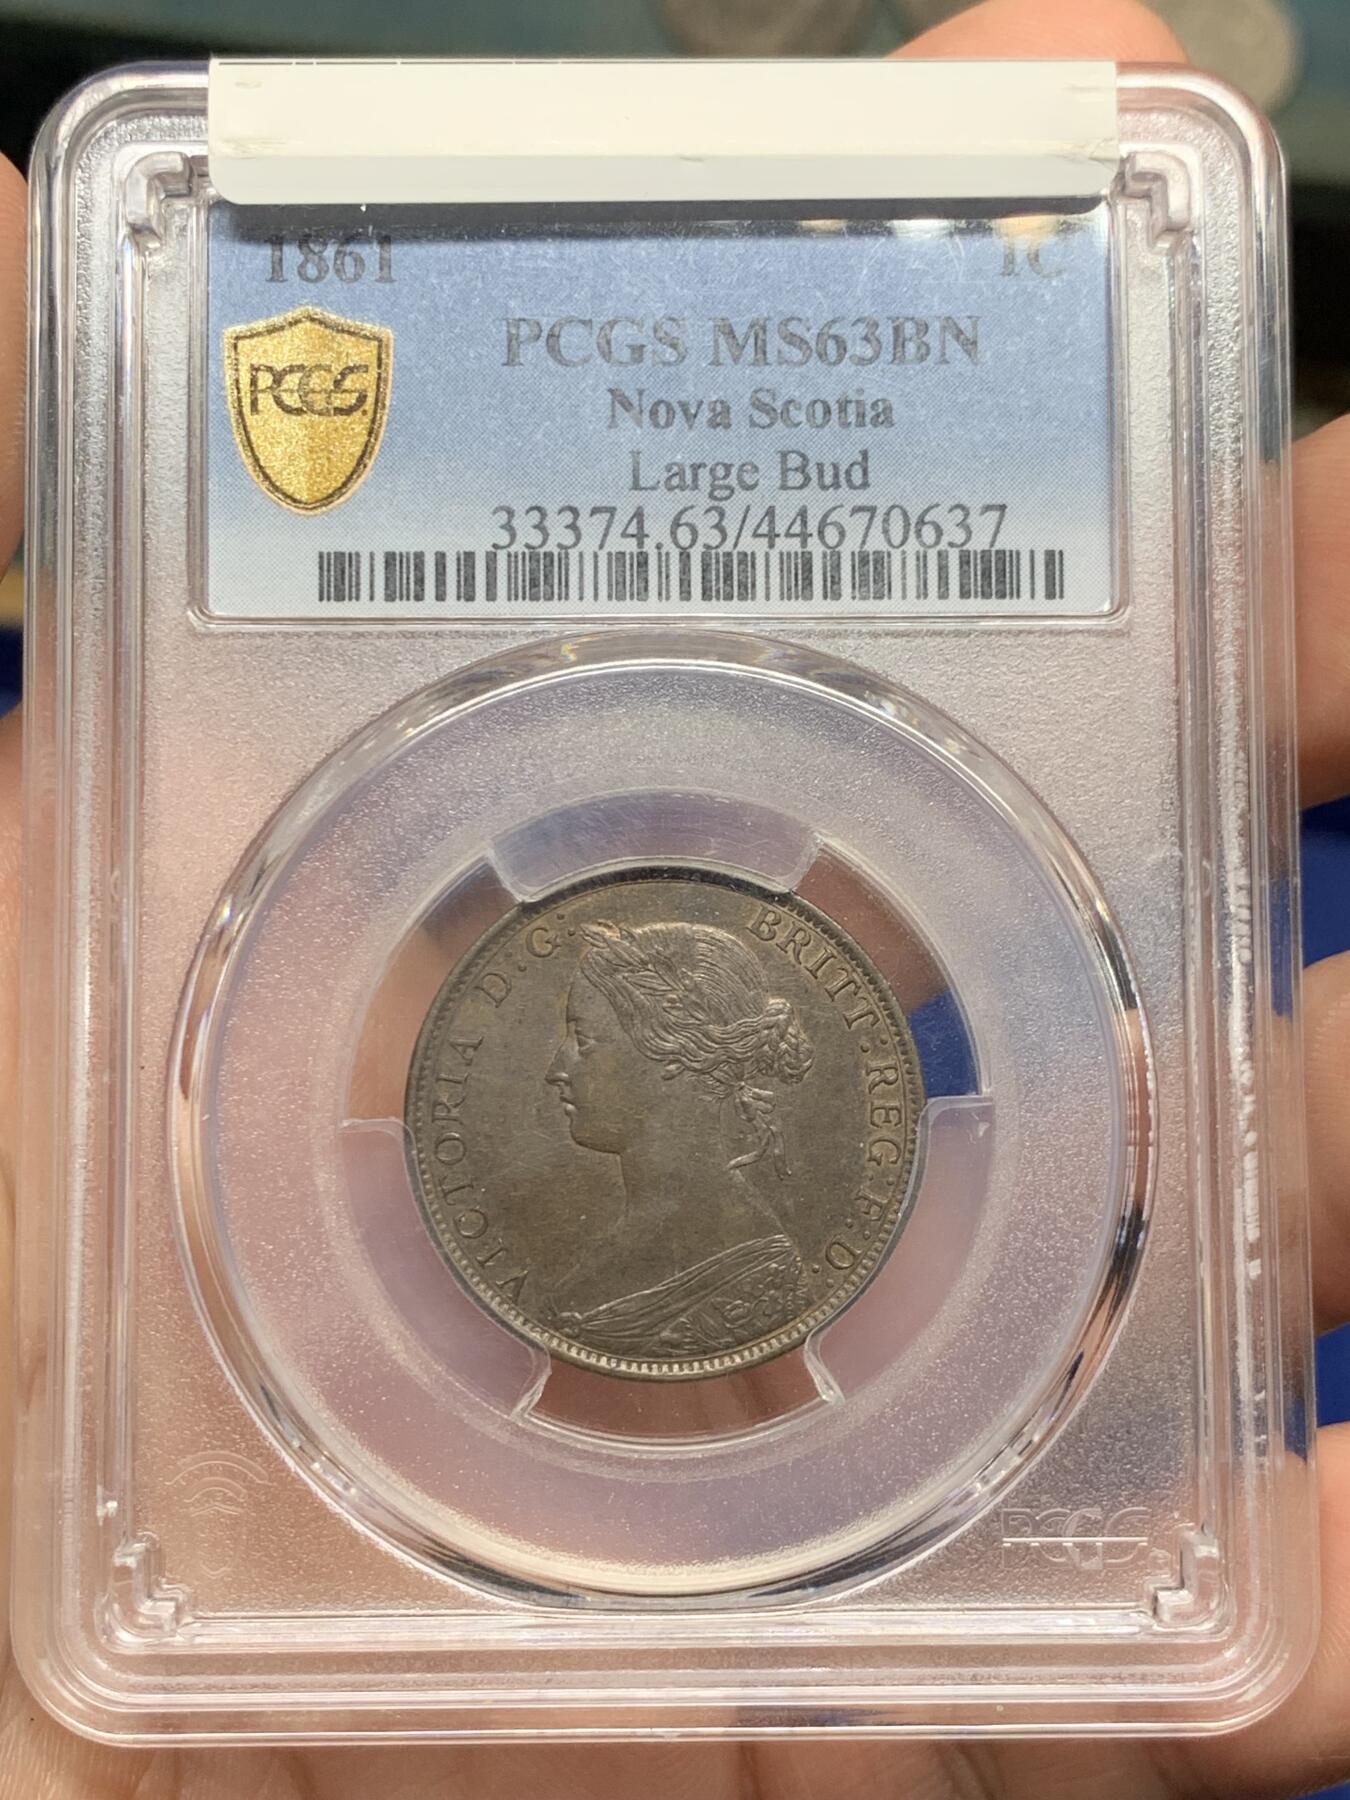 1861 1C
PCGS MS63BN
PCGS.
Nova Scotia
Large Bud
33374.63/44670637
VICTORIA D:G: BRITT:REG:F:D:
PCGS